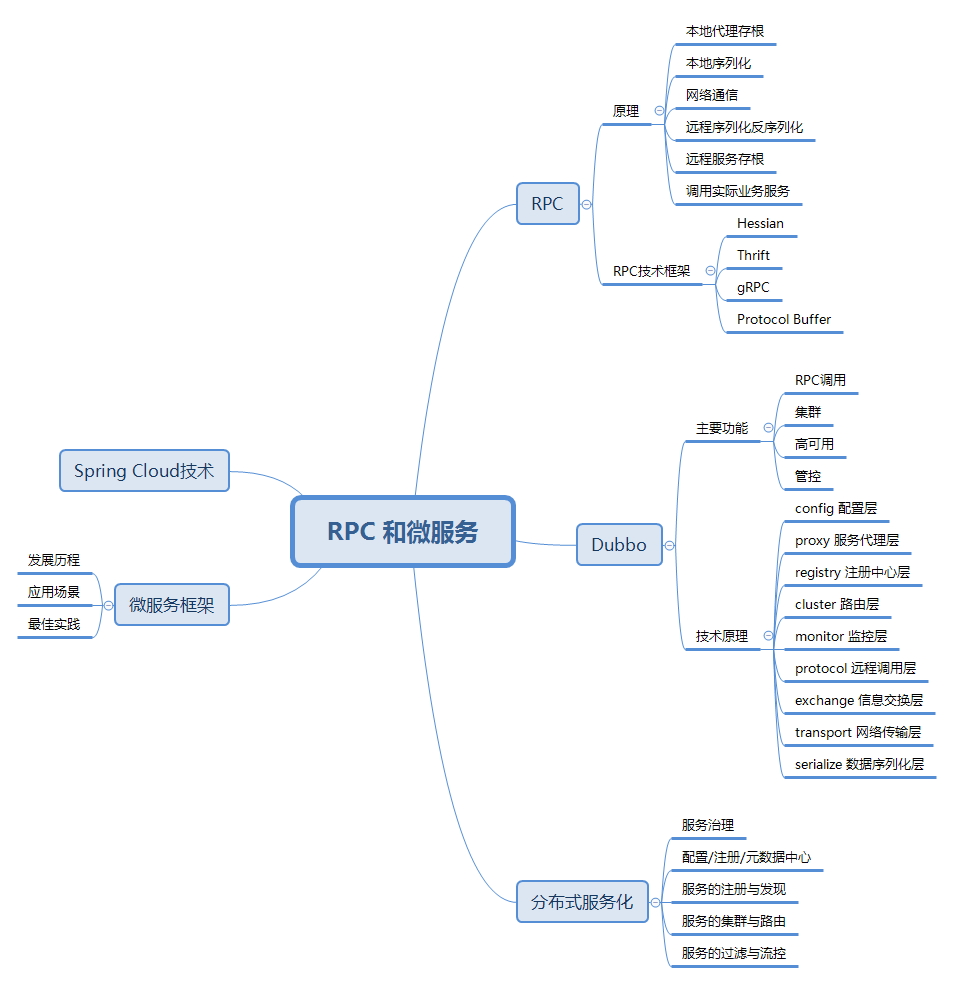 RPC 和微服务
RPC
原理
本地代理存根
本地序列化
网络通信
远程序列化反序列化
远程服务存根
调用实际业务服务
RPC技术框架
Hessian
Thrift
gRPC
Protocol Buffer
Dubbo
主要功能
RPC调用
集群
高可用
管控
技术原理
config 配置层
proxy 服务代理层
registry 注册中心层
cluster 路由层
monitor 监控层
protocol 远程调用层
exchange 信息交换层
transport 网络传输层
serialize 数据序列化层
分布式服务化
服务治理
配置/注册/元数据中心
服务的注册与发现
服务的集群与路由
服务的过滤与流控
微服务框架
发展历程
应用场景
最佳实践
Spring Cloud技术